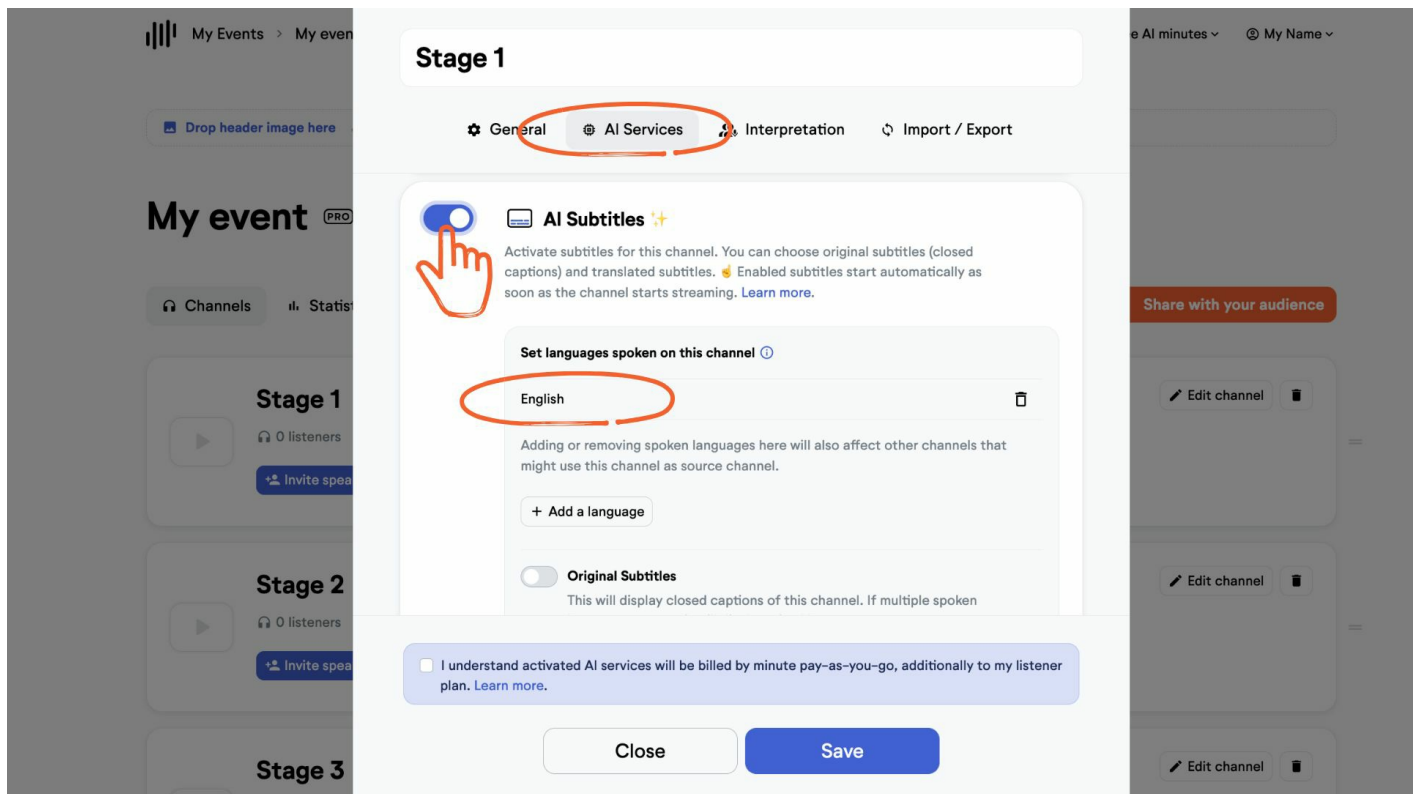 My Events > My even
e AI minutes
My Name
Stage 1
Drop header image here
General
AI Services
Interpretation
Import / Export
My event PRO
AI Subtitles ✨
Activate subtitles for this channel. You can choose original subtitles (closed
captions) and translated subtitles. ☝️ Enabled subtitles start automatically as
soon as the channel starts streaming. Learn more.
Channels
Statist
Share with your audience
Set languages spoken on this channel
English
Adding or removing spoken languages here will also affect other channels that
might use this channel as source channel.
+ Add a language
Original Subtitles
This will display closed captions of this channel. If multiple spoken
Stage 1
0 listeners
Invite spea
Edit channel
Stage 2
0 listeners
Invite spea
Edit channel
Stage 3
Edit channel
I understand activated AI services will be billed by minute pay-as-you-go, additionally to my listener
plan. Learn more.
Close
Save